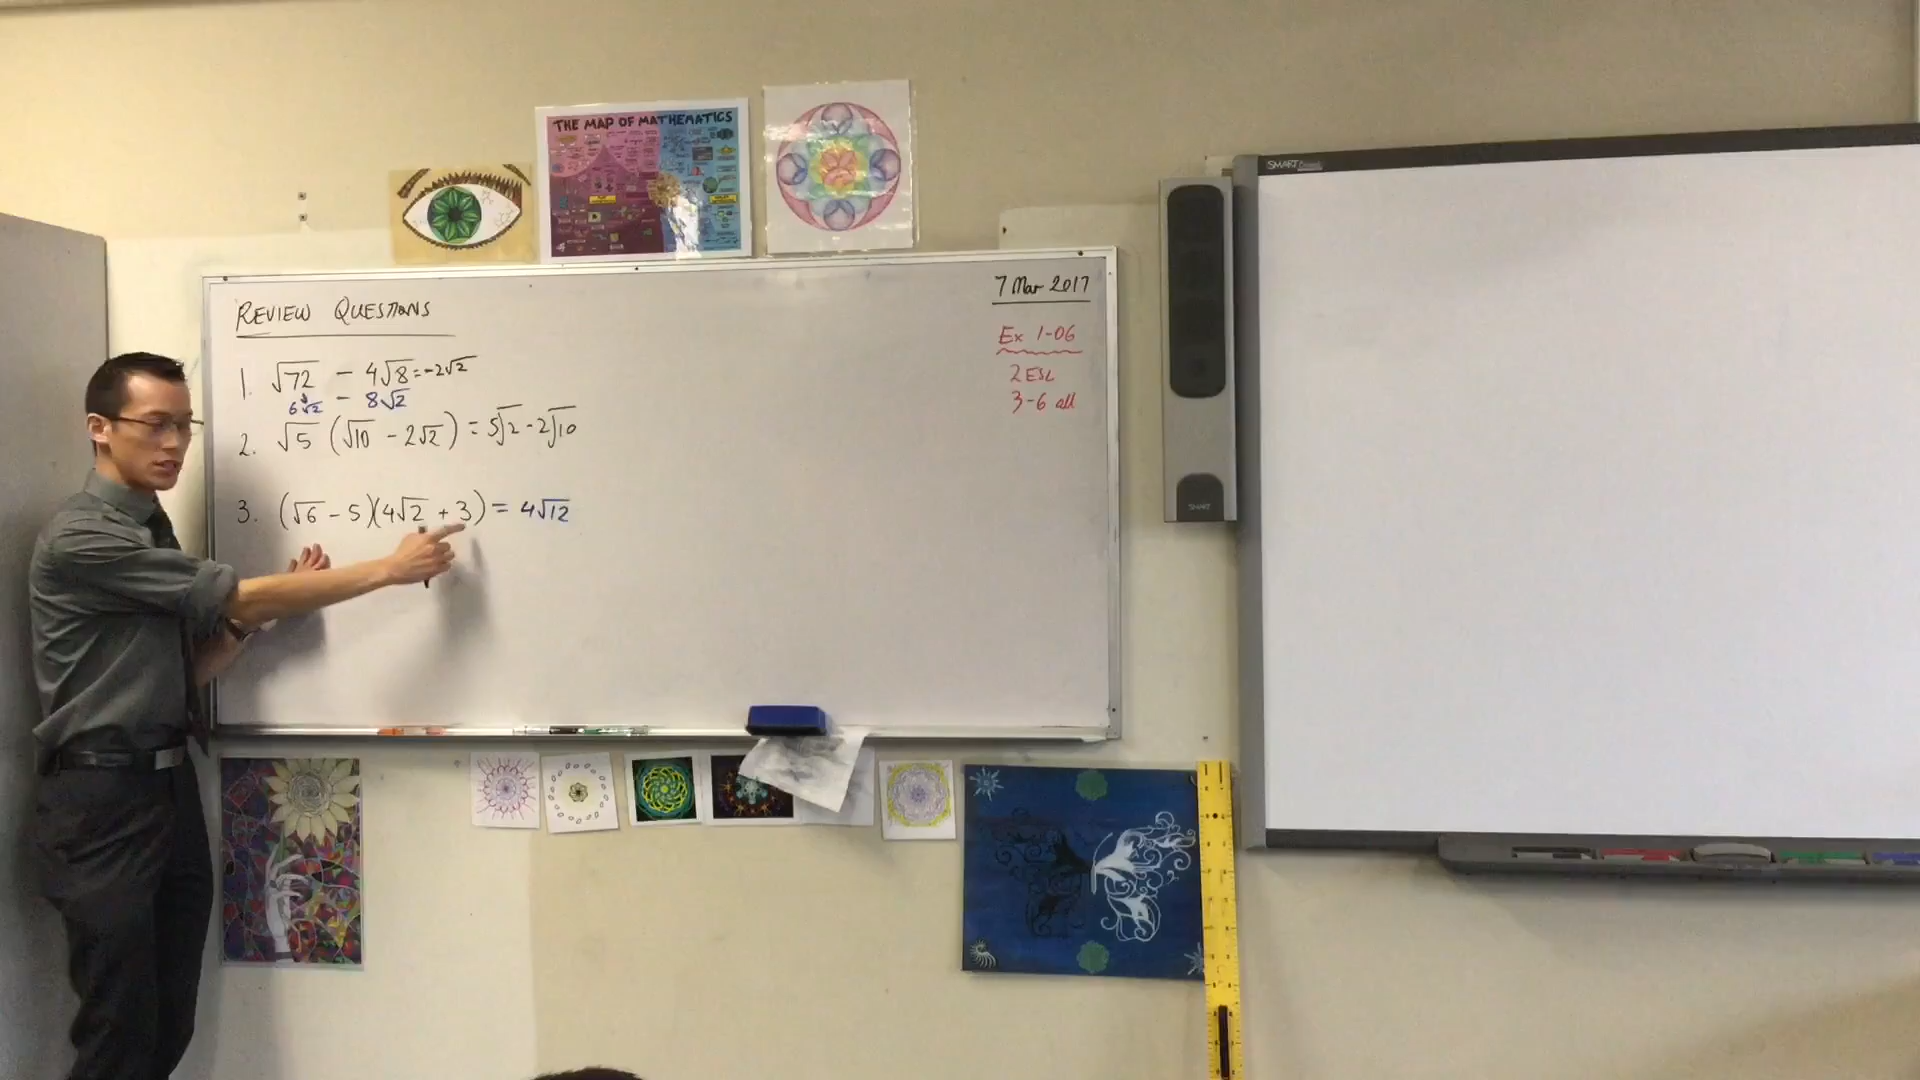 THE MAP OF MATHEMATICS
SMART
REVIEW QUESTIONS
7 Mar 2017
Ex 1-06
2 ESL
3-6 all
1. √72 - 4√8 = -2√2
6√2 - 8√2
2. √5 (√10 - 2√2) = 5√2 - 2√10
3. (√6 - 5)(4√2 + 3) = 4√12
SMART